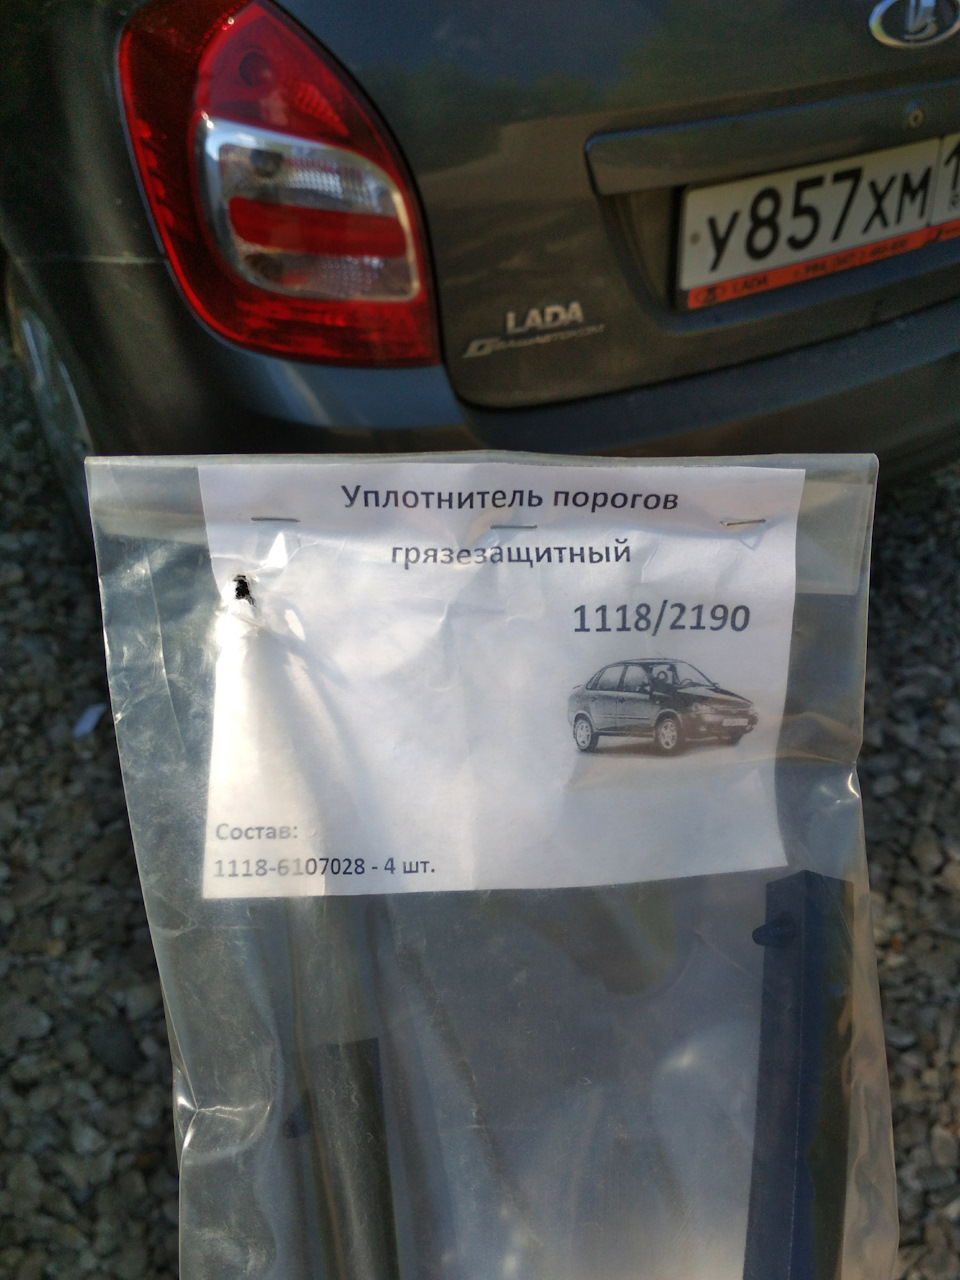 У857ХМ
LADA
LADA
Уплотнитель порогов
грязезащитный
1118/2190
Состав:
1118-6107028 - 4 шт.